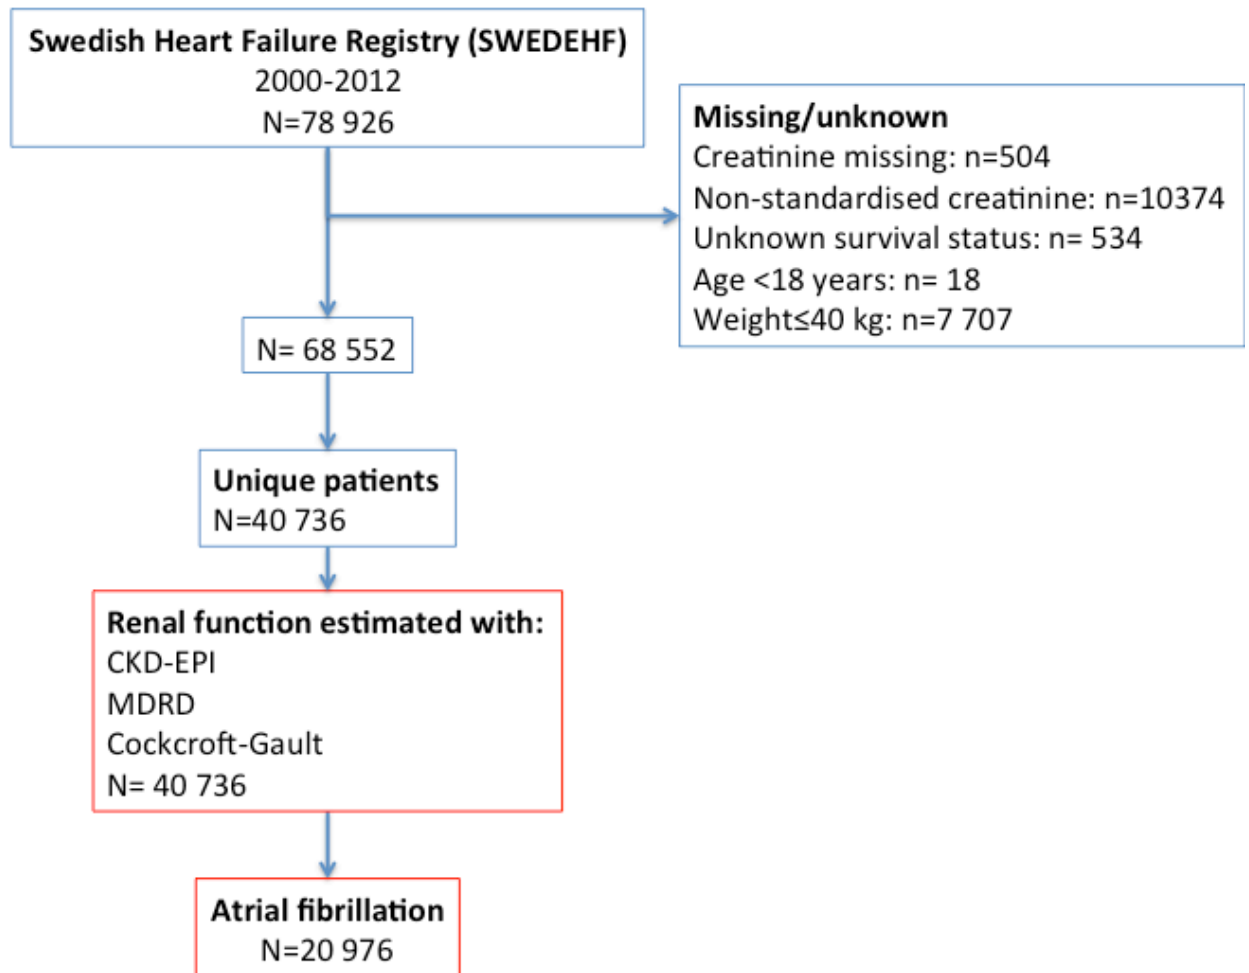 Swedish Heart Failure Registry (SWEDEHF)
2000-2012
N=78 926
Missing/unknown
Creatinine missing: n=504
Non-standardised creatinine: n=10374
Unknown survival status: n= 534
Age <18 years: n= 18
Weight≤40 kg: n=7 707
N= 68 552
Unique patients
N=40 736
Renal function estimated with:
CKD-EPI
MDRD
Cockcroft-Gault
N= 40 736
Atrial fibrillation
N=20 976